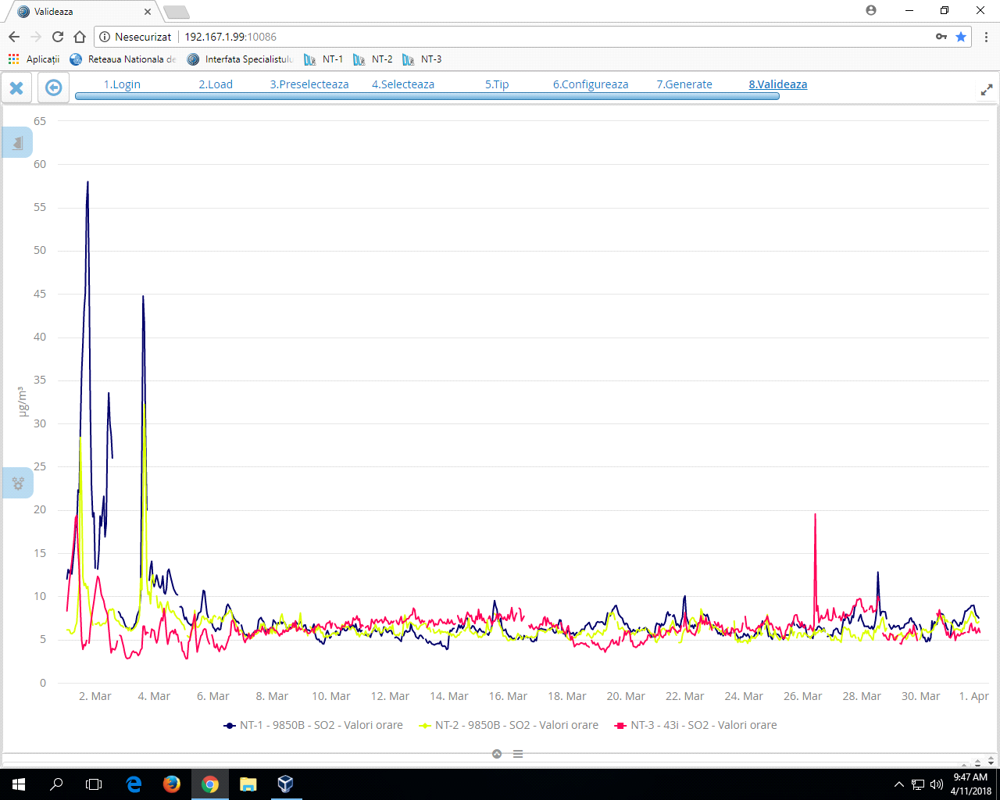 Valideaza
Nesecurizat 192.167.1.99:10086
Aplicații Reteaua Nationala de Interfata Specialistulu NT-1 NT-2 NT-3
1.Login 2.Load 3.Preselecteaza 4.Selecteaza 5.Tip 6.Configureaza 7.Generate 8.Valideaza
65
60
55
50
45
40
35
µg/m³
30
25
20
15
10
5
0
2. Mar 4. Mar 6. Mar 8. Mar 10. Mar 12. Mar 14. Mar 16. Mar 18. Mar 20. Mar 22. Mar 24. Mar 26. Mar 28. Mar 30. Mar 1. Apr
NT-1 - 9850B - SO2 - Valori orare NT-2 - 9850B - SO2 - Valori orare NT-3 - 43i - SO2 - Valori orare
9:47 AM
4/11/2018